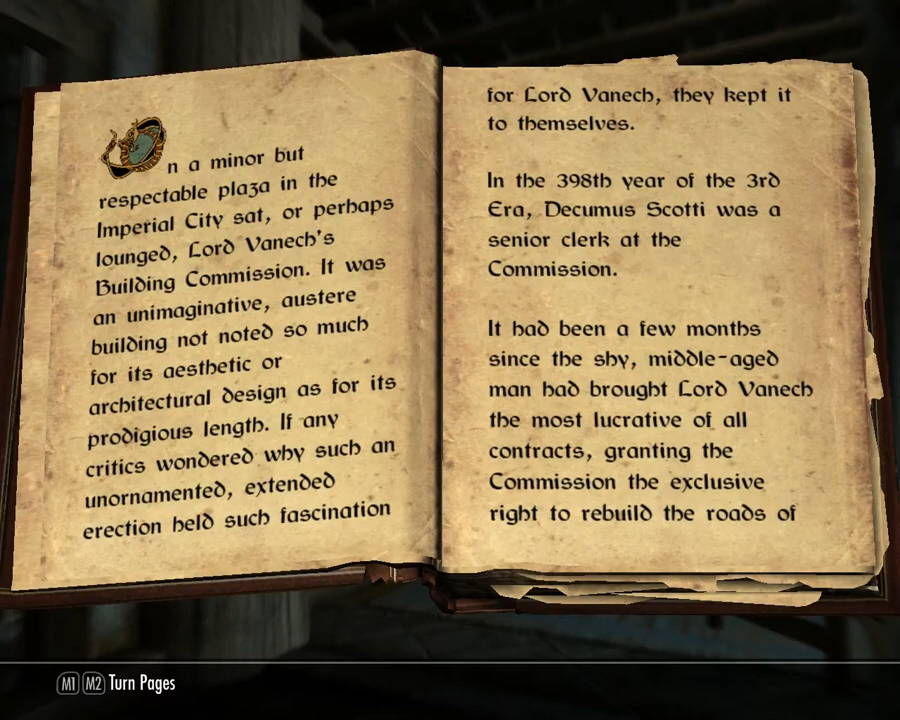 On a minor but
respectable plaza in the
Imperial City sat, or perhaps
lounged, Lord Vanech's
Building Commission. It was
an unimaginative, austere
building not noted so much
for its aesthetic or
architectural design as for its
prodigious length. If any
critics wondered why such an
unornamented, extended
erection held such fascination
for Lord Vanech, they kept it
to themselves.
In the 398th year of the 3rd
Era, Decumus Scotti was a
senior clerk at the
Commission.
It had been a few months
since the shy, middle-aged
man had brought Lord Vanech
the most lucrative of all
contracts, granting the
Commission the exclusive
right to rebuild the roads of
M1 M2 Turn Pages